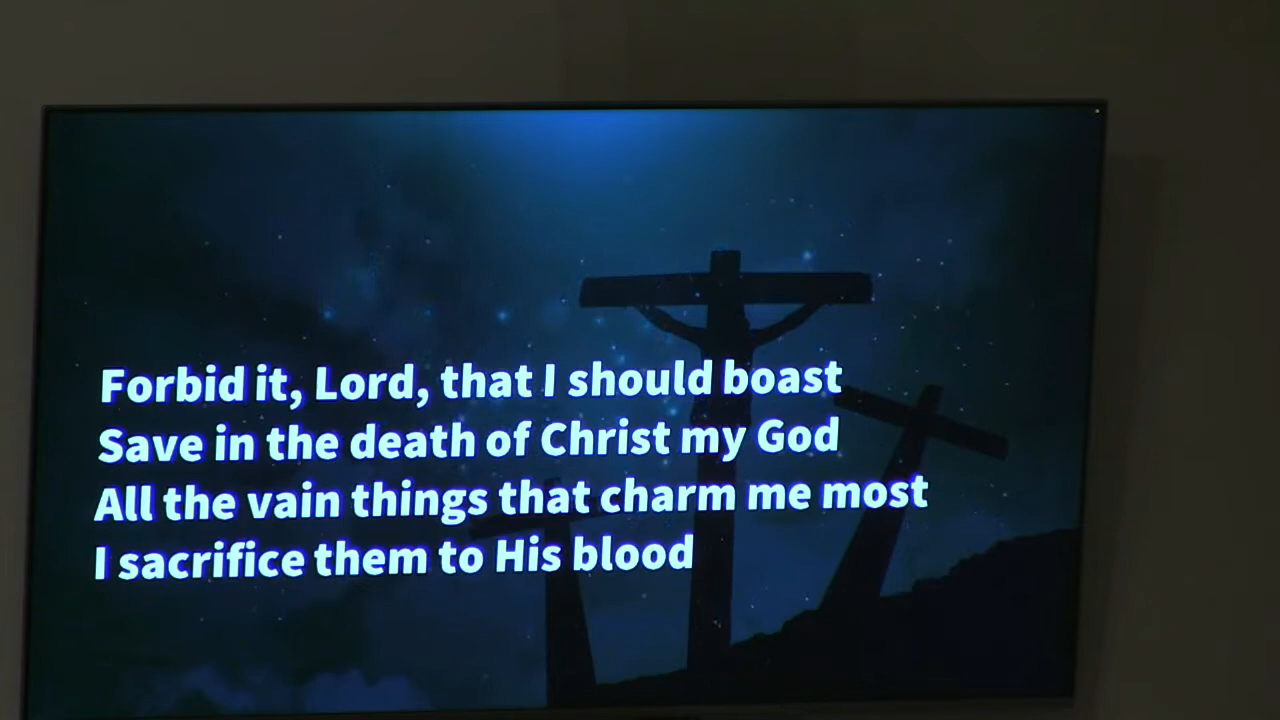 Forbid it, Lord, that I should boast
Save in the death of Christ my God
All the vain things that charm me most
I sacrifice them to His blood